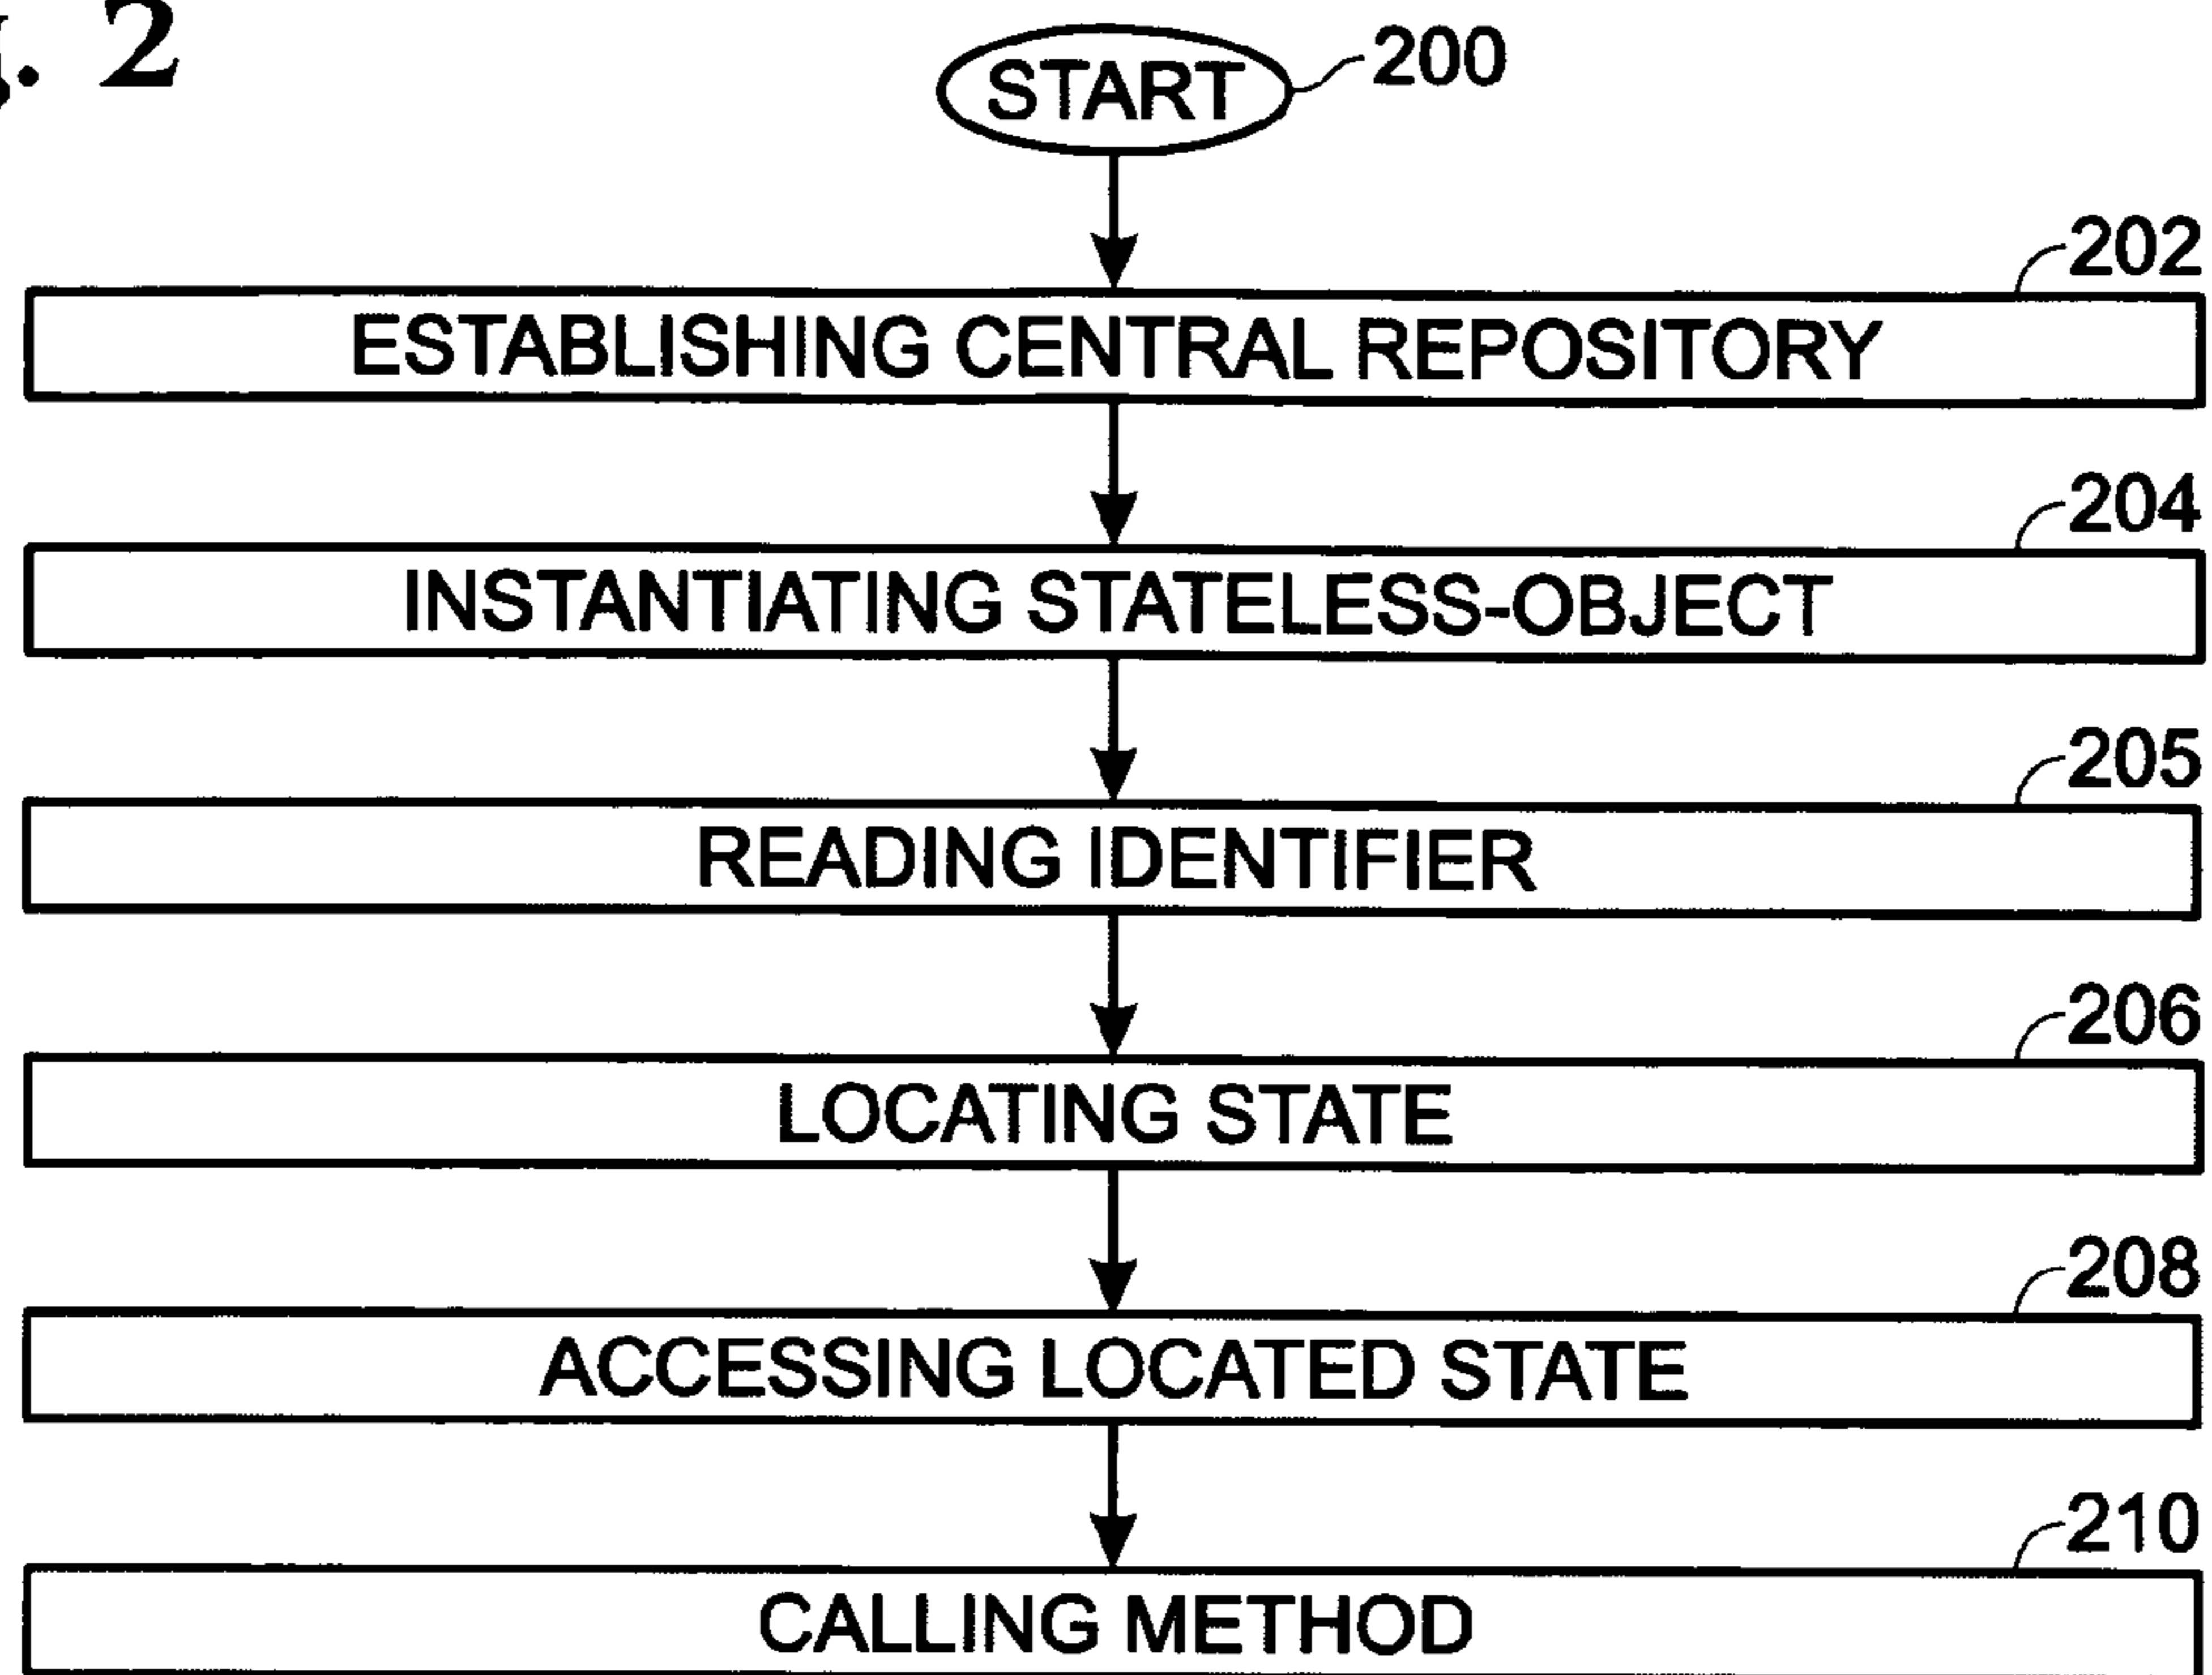 . 2
START
200
202
ESTABLISHING CENTRAL REPOSITORY
204
INSTANTIATING STATELESS-OBJECT
205
READING IDENTIFIER
206
LOCATING STATE
208
ACCESSING LOCATED STATE
210
CALLING METHOD